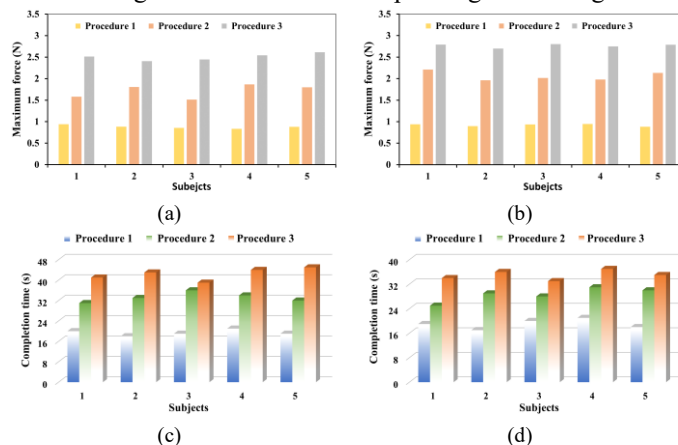 3.5
3
2.5
2
1.5
1
0.5
0
Maximum force (N)
Procedure 1 Procedure 2 Procedure 3
1 2 3 4 5
Subejcts
(a)
3.5
3
2.5
2
1.5
1
0.5
0
Maximum force (N)
Procedure 1 Procedure 2 Procedure 3
1 2 3 4 5
Subjects
(b)
Procedure 1 Procedure 2 Procedure 3
48
40
32
24
16
8
0
Completion time (s)
1 2 3 4 5
Subjects
(c)
Procedure 1 Procedure 2 Procedure 3
40
32
24
16
8
0
Completion time (s)
1 2 3 4 5
Subjects
(d)